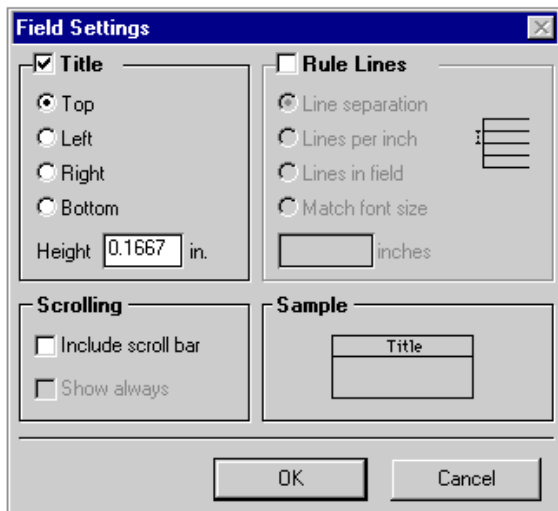 Field Settings
Title
Top
Left
Right
Bottom
Height 0.1667 in.
Rule Lines
Line separation
Lines per inch
Lines in field
Match font size
inches
Scrolling
Include scroll bar
Show always
Sample
Title
OK
Cancel